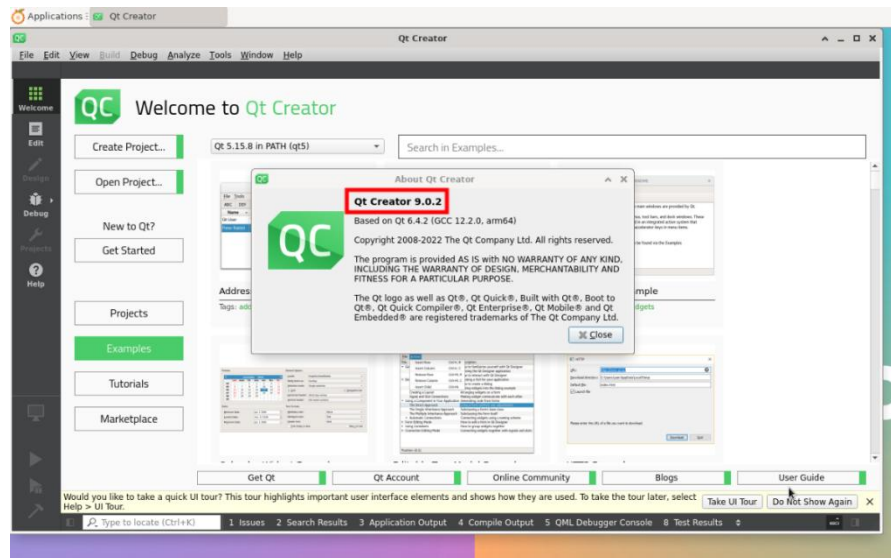 Applications
Qt Creator
Qt Creator
File Edit View Build Debug Analyze Tools Window Help
Welcome
Edit
Design
Debug
Projects
Help
QC Welcome to Qt Creator
Create Project...
Qt 5.15.8 in PATH (qt5)
Search in Examples...
Open Project...
New to Qt?
Get Started
Projects
Examples
Tutorials
Marketplace
About Qt Creator
QC
Qt Creator 9.0.2
Based on Qt 6.4.2 (GCC 12.2.0, arm64)
Copyright 2008-2022 The Qt Company Ltd. All rights reserved.
The program is provided AS IS with NO WARRANTY OF ANY KIND,
INCLUDING THE WARRANTY OF DESIGN, MERCHANTABILITY AND
FITNESS FOR A PARTICULAR PURPOSE.
The Qt logo as well as Qt®, Qt Quick®, Built with Qt®, Boot to
Qt®, Qt Quick Compiler®, Qt Enterprise®, Qt Mobile® and Qt
Embedded® are registered trademarks of The Qt Company Ltd.
Close
Addres
mple
Tags:
Get Qt
Qt Account
Online Community
Blogs
User Guide
Would you like to take a quick UI tour? This tour highlights important user interface elements and shows how they are used. To take the tour later, select
Help > UI Tour.
Take UI Tour
Do Not Show Again
Type to locate (Ctrl+K)
1 Issues 2 Search Results 3 Application Output 4 Compile Output 5 QML Debugger Console 8 Test Results